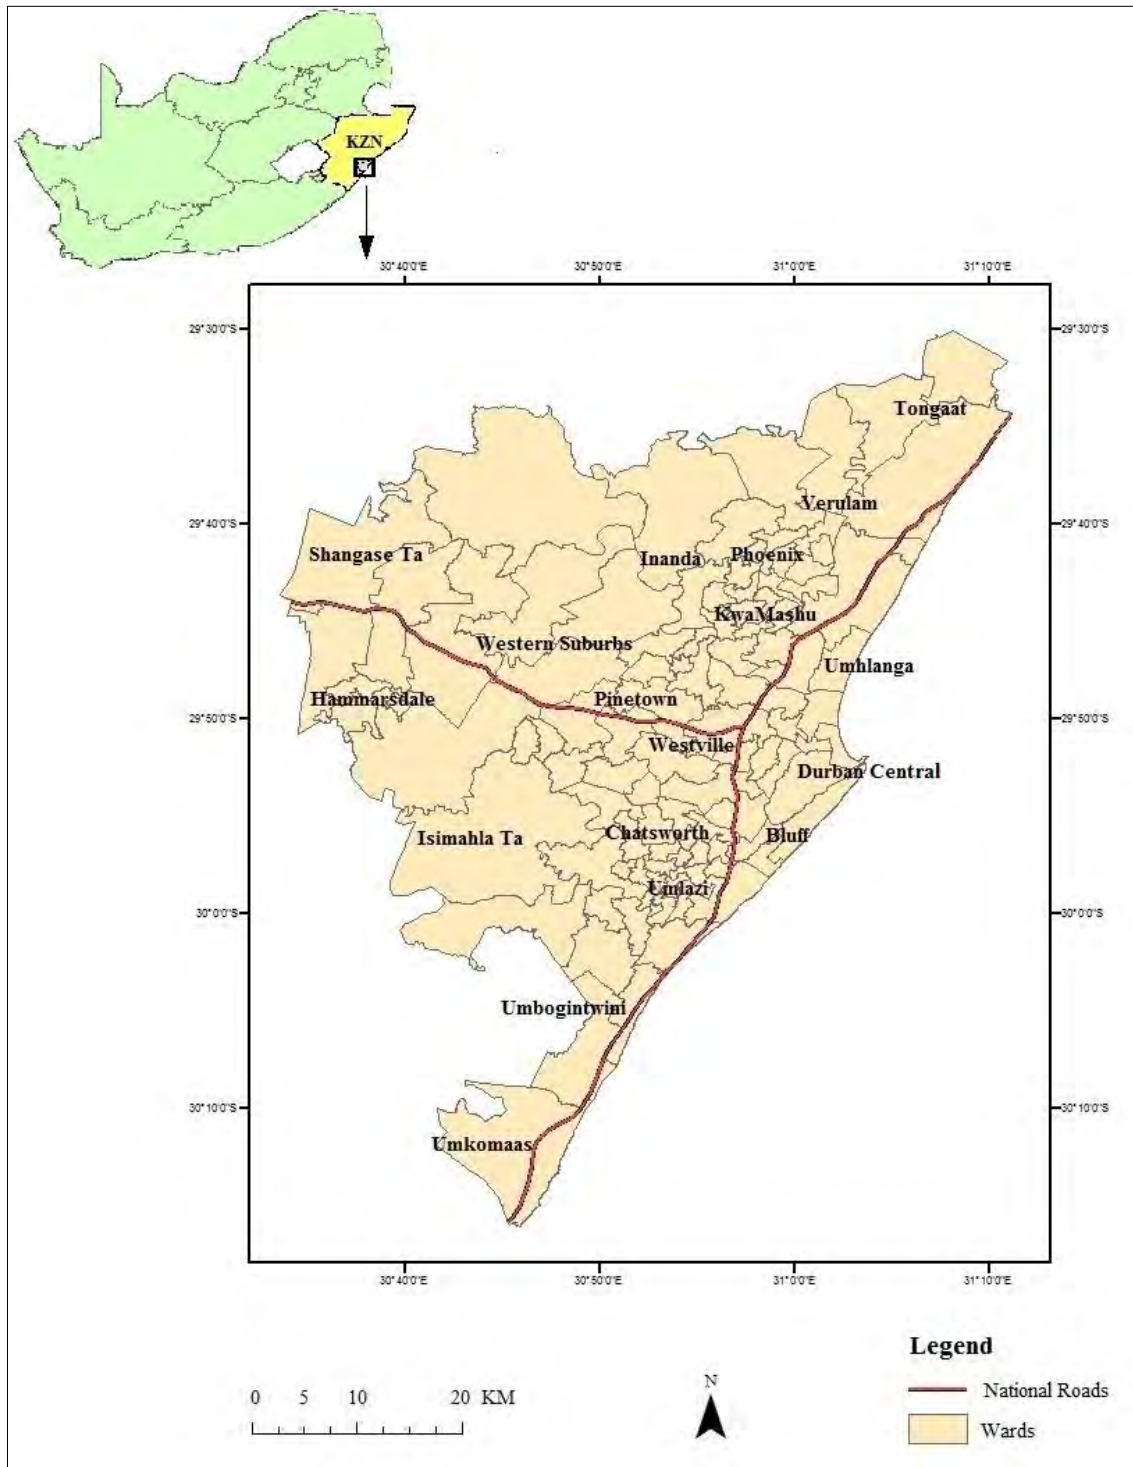 KZN
30°40'0"E 30°50'0"E 31°0'0"E 31°10'0"E
29°30'0"S 29°30'0"S
Tongaat
Verulam
29°40'0"S 29°40'0"S
Shangase Ta Inanda Phoenix
KwaMashu
Western Suburbs
Umhlanga
Hammarsdale Pinetown
29°50'0"S 29°50'0"S
Westville
Durban Central
Isimahla Ta Chatsworth Bluff
Umlazi
30°0'0"S 30°0'0"S
Umbogintwini
30°10'0"S 30°10'0"S
Umkomaas
30°40'0"E 30°50'0"E 31°0'0"E 31°10'0"E
Legend
National Roads
Wards
0 5 10 20 KM
N